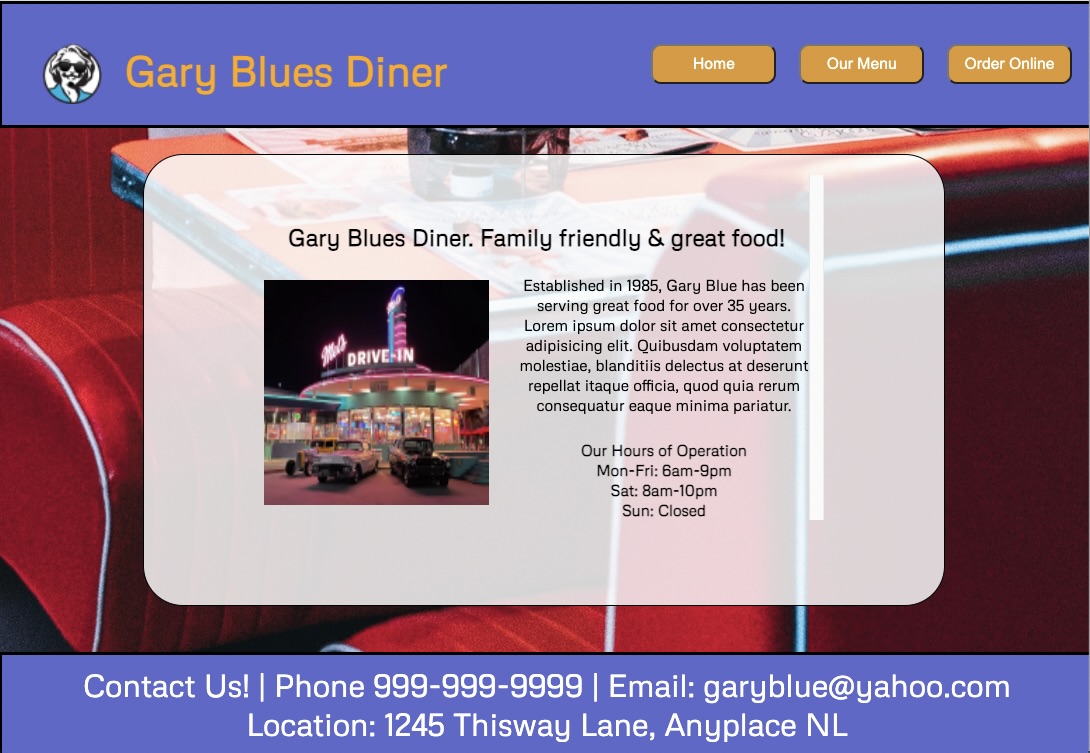 Gary Blues Diner
Home
Our Menu
Order Online
Gary Blues Diner. Family friendly & great food!
Mel's
DRIVE-IN
Established in 1985, Gary Blue has been
serving great food for over 35 years.
Lorem ipsum dolor sit amet consectetur
adipisicing elit. Quibusdam voluptatem
molestiae, blanditiis delectus at deserunt
repellat itaque officia, quod quia rerum
consequatur eaque minima pariatur.
Our Hours of Operation
Mon-Fri: 6am-9pm
Sat: 8am-10pm
Sun: Closed
Contact Us! | Phone 999-999-9999 | Email: garyblue@yahoo.com
Location: 1245 Thisway Lane, Anyplace NL